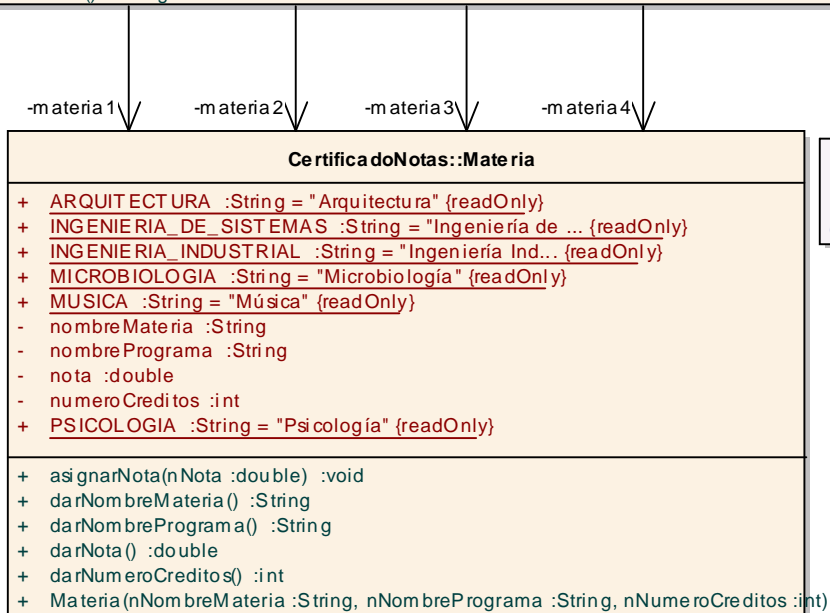 -materia1 -materia2 -materia3 -materia4
CertificadoNotas::Materia
+ ARQUITECTURA :String = "Arquitectura" {readOnly}
+ INGENIERIA_DE_SISTEMAS :String = "Ingeniería de ... {readOnly}
+ INGENIERIA_INDUSTRIAL :String = "Ingeniería Ind... {readOnly}
+ MICROBIOLOGIA :String = "Microbiología" {readOnly}
+ MUSICA :String = "Música" {readOnly}
- nombreMateria :String
- nombrePrograma :String
- nota :double
- numeroCreditos :int
+ PSICOLOGIA :String = "Psicología" {readOnly}
+ asignarNota(nNota :double) :void
+ darNombreMateria() :String
+ darNombrePrograma() :String
+ darNota() :double
+ darNumeroCreditos() :int
+ Materia(nNombreMateria :String, nNombrePrograma :String, nNumeroCreditos :int)